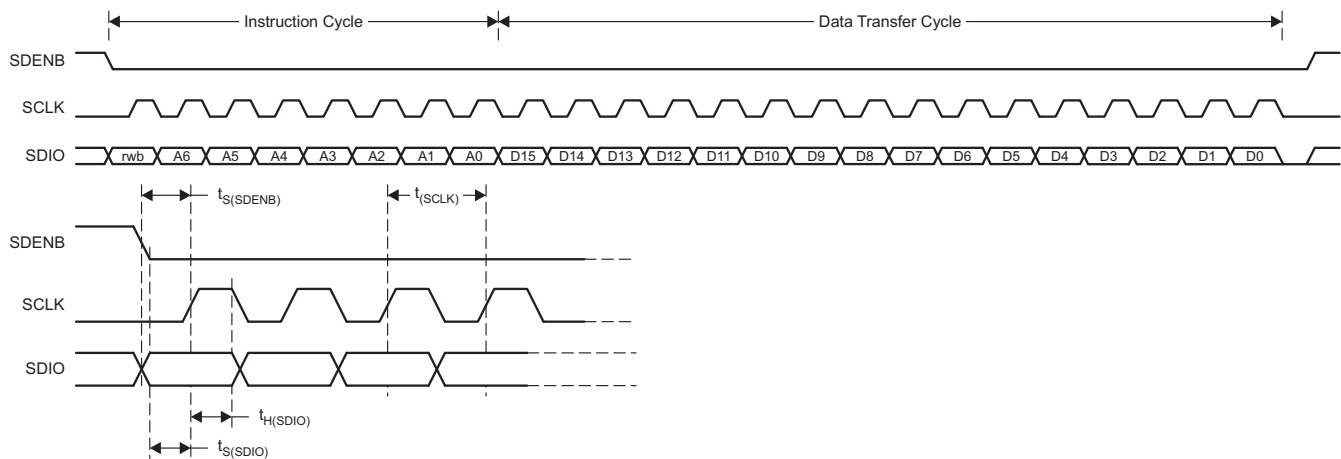 Instruction Cycle Data Transfer Cycle
SDENB
SCLK
SDIO rwb A6 A5 A4 A3 A2 A1 A0 D15 D14 D13 D12 D11 D10 D9 D8 D7 D6 D5 D4 D3 D2 D1 D0
tS(SDENB) t(SCLK)
SDENB
SCLK
SDIO
tH(SDIO)
tS(SDIO)